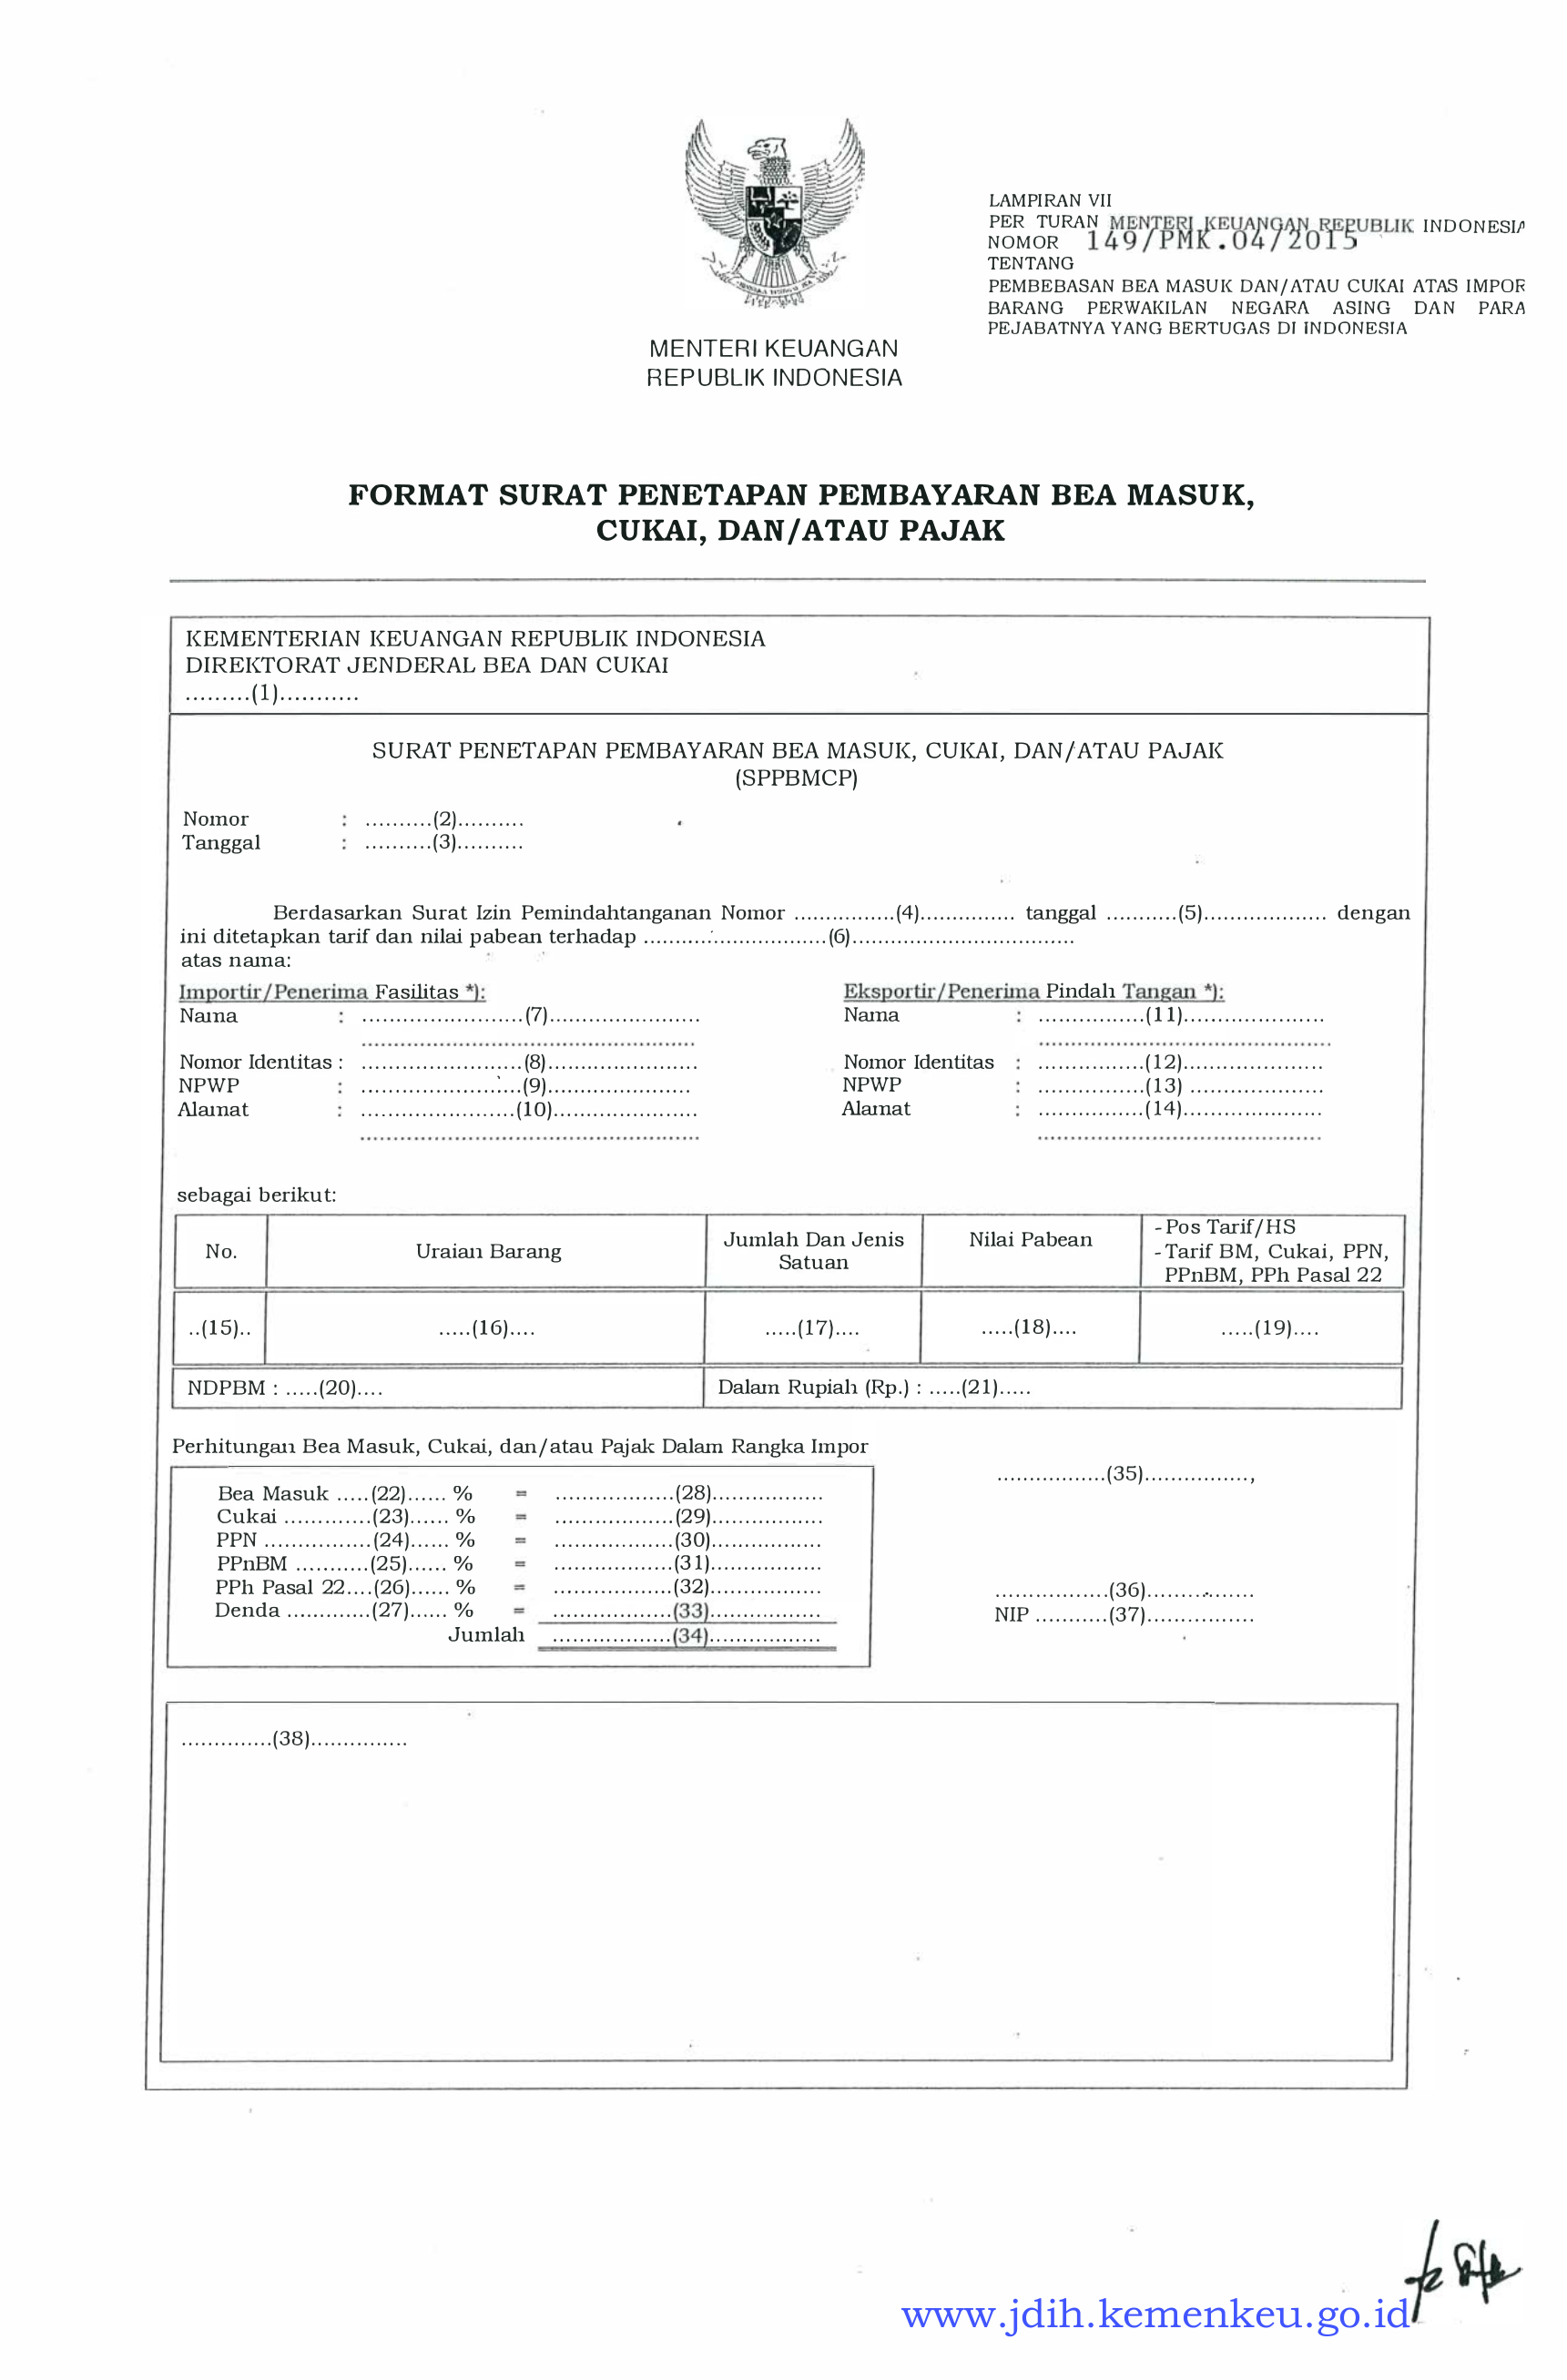 LAMPIRAN VII
PER TURAN MENTERI KEUANGAN REPUBLIK INDONESIA
NOMOR 149/PMK.04/2015
TENTANG
PEMBEBASAN BEA MASUK DAN/ATAU CUKAI ATAS IMPOR
BARANG PERWAKILAN NEGARA ASING DAN PARA
PEJABATNYA YANG BERTUGAS DI INDONESIA
MENTERI KEUANGAN
REPUBLIK INDONESIA
FORMAT SURAT PENETAPAN PEMBAYARAN BEA MASUK,
CUKAI, DAN/ATAU PAJAK
KEMENTERIAN KEUANGAN REPUBLIK INDONESIA
DIREKTORAT JENDERAL BEA DAN CUKAI
.........(1)...........
SURAT PENETAPAN PEMBAYARAN BEA MASUK, CUKAI, DAN/ATAU PAJAK
(SPPBMCP)
Nomor : ..........(2)..........
Tanggal : ..........(3)..........
Berdasarkan Surat Izin Pemindahtanganan Nomor ................(4)............... tanggal ...........(5)................... dengan
ini ditetapkan tarif dan nilai pabean terhadap ............................(6)..................................
atas nama:
Importir/Penerima Fasilitas *):
Nama : ........................(7).......................
..................................................
Nomor Identitas : ........................(8).......................
NPWP : ........................(9)......................
Alamat : .......................(10)......................
...................................................
Eksportir/Penerima Pindah Tangan *):
Nama : ................(11).....................
............................................
Nomor Identitas : ................(12).....................
NPWP : ................(13) ....................
Alamat : ................(14).....................
...........................................
sebagai berikut:
No.
Uraian Barang
Jumlah Dan Jenis
Satuan
Nilai Pabean
- Pos Tarif/HS
- Tarif BM, Cukai, PPN,
PPnBM, PPh Pasal 22
..(15)..
.....(16)....
.....(17)....
.....(18)....
.....(19)....
NDPBM : .....(20)....
Dalam Rupiah (Rp.) : .....(21).....
Perhitungan Bea Masuk, Cukai, dan/atau Pajak Dalam Rangka Impor
Bea Masuk .....(22)...... % = ..................(28).................
Cukai .............(23)...... % = ..................(29).................
PPN ................(24)...... % = ..................(30).................
PPnBM ...........(25)...... % = ..................(31).................
PPh Pasal 22....(26)...... % = ..................(32).................
Denda .............(27)...... % = ..................(33).................
Jumlah ..................(34).................
................(35)................,
.................(36)................
NIP ...........(37)................
..............(38)...............
www.jdih.kemenkeu.go.id